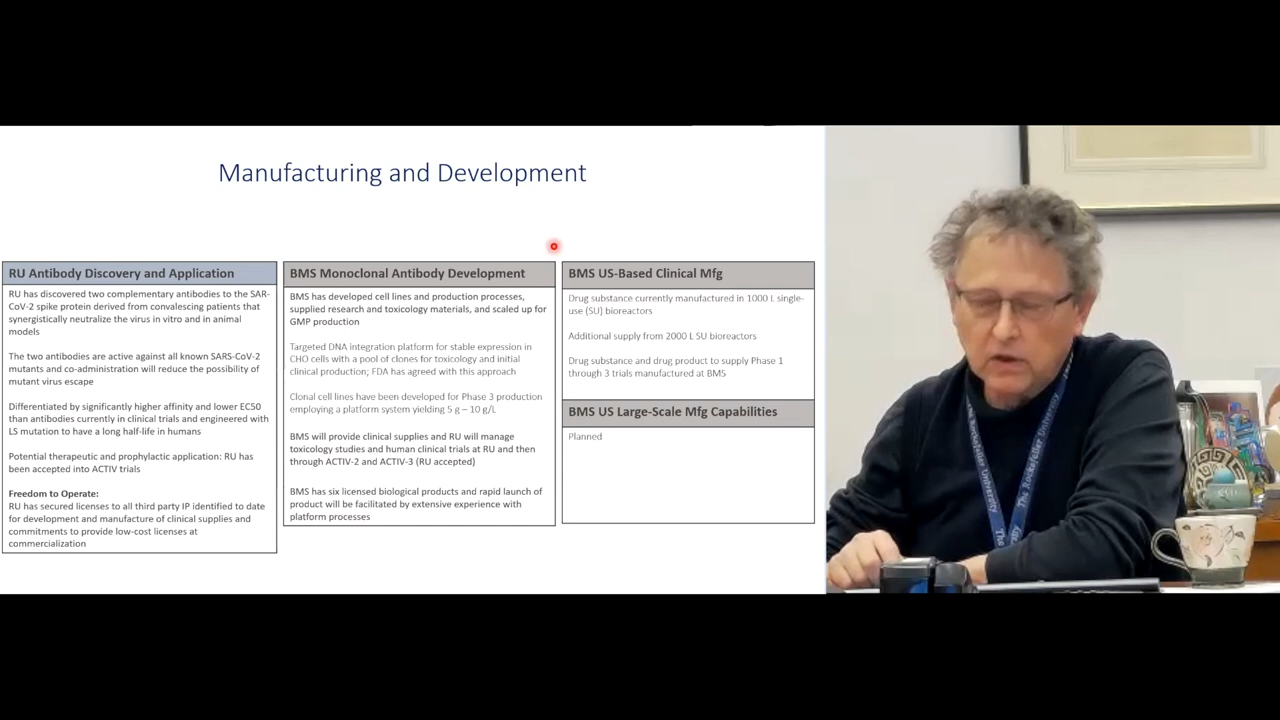 Manufacturing and Development
RU Antibody Discovery and Application
RU has discovered two complementary antibodies to the SAR-
CoV-2 spike protein derived from convalescing patients that
synergistically neutralize the virus in vitro and in animal
models
The two antibodies are active against all known SARS-CoV-2
mutants and co-administration will reduce the possibility of
mutant virus escape
Differentiated by significantly higher affinity and lower EC50
than antibodies currently in clinical trials and engineered with
LS mutation to have a long half-life in humans
Potential therapeutic and prophylactic application: RU has
been accepted into ACTIV trials
Freedom to Operate:
RU has secured licenses to all third party IP identified to date
for development and manufacture of clinical supplies and
commitments to provide low-cost licenses at
commercialization
BMS Monoclonal Antibody Development
BMS has developed cell lines and production processes,
supplied research and toxicology materials, and scaled up for
GMP production
Targeted DNA integration platform for stable expression in
CHO cells with a pool of clones for toxicology and initial
clinical production; FDA has agreed with this approach
Clonal cell lines have been developed for Phase 3 production
employing a platform system yielding 5 g – 10 g/L
BMS will provide clinical supplies and RU will manage
toxicology studies and human clinical trials at RU and then
through ACTIV-2 and ACTIV-3 (RU accepted)
BMS has six licensed biological products and rapid launch of
product will be facilitated by extensive experience with
platform processes
BMS US-Based Clinical Mfg
Drug substance currently manufactured in 1000 L single-
use (SU) bioreactors
Additional supply from 2000 L SU bioreactors
Drug substance and drug product to supply Phase 1
through 3 trials manufactured at BMS
BMS US Large-Scale Mfg Capabilities
Planned
The Rockefeller University
The Rockefeller University